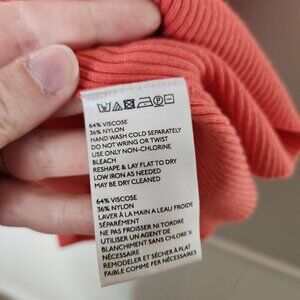 64% VISCOSE
36% NYLON
HAND WASH COLD SEPARATELY
DO NOT WRING OR TWIST
USE ONLY NON-CHLORINE
BLEACH
RESHAPE & LAY FLAT TO DRY
LOW IRON AS NEEDED
MAY BE DRY CLEANED
64% VISCOSE
36% NYLON
LAVER À LA MAIN A LEAU FROIDE
SÉPARÉMENT
NE PAS FROISSER NI TORDRE
UTILISER UN AGENT DE
BLANCHIMENT SANS CHLORE SI
NÉCESSAIRE
REMODELER ET SÉCHER À PLAT
FAIBLE COMME FER NÉCESSAIRES